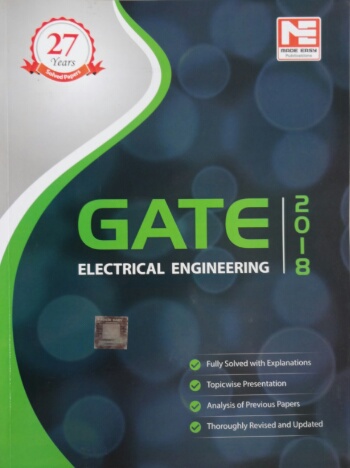 27
Years
Solved Papers
ME
MADE EASY
Publications
GATE
2018
ELECTRICAL ENGINEERING
Fully Solved with Explanations
Topicwise Presentation
Analysis of Previous Papers
Thoroughly Revised and Updated